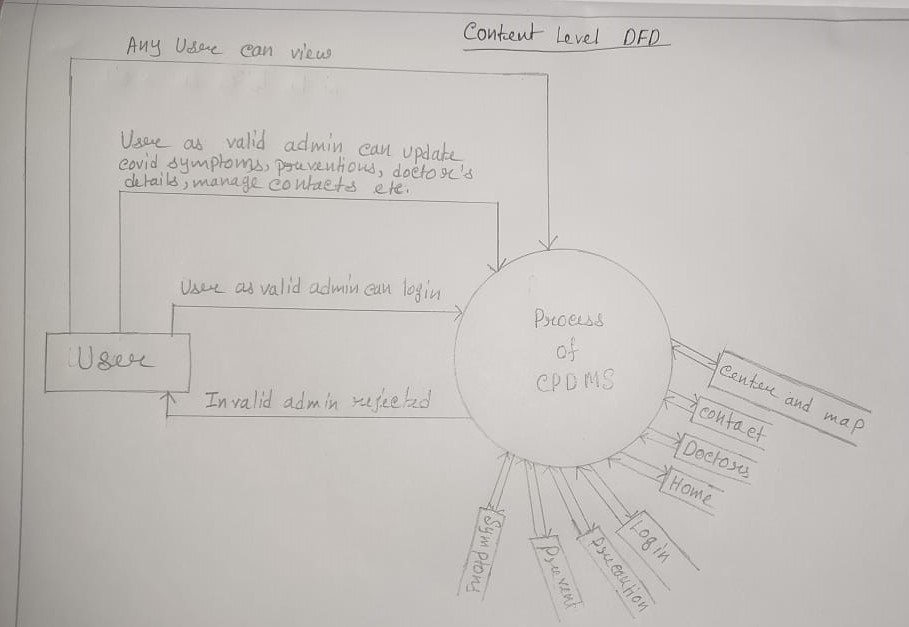 Content Level DFD
Any User can view
User as valid admin can update
covid symptoms, preventions, doctor's
details, manage contacts etc.
User as valid admin can login
Process
of
CPDMS
User
Invalid admin rejected
Center and map
contact
Doctors
Home
Login
Precaution
Prevent
Symptons